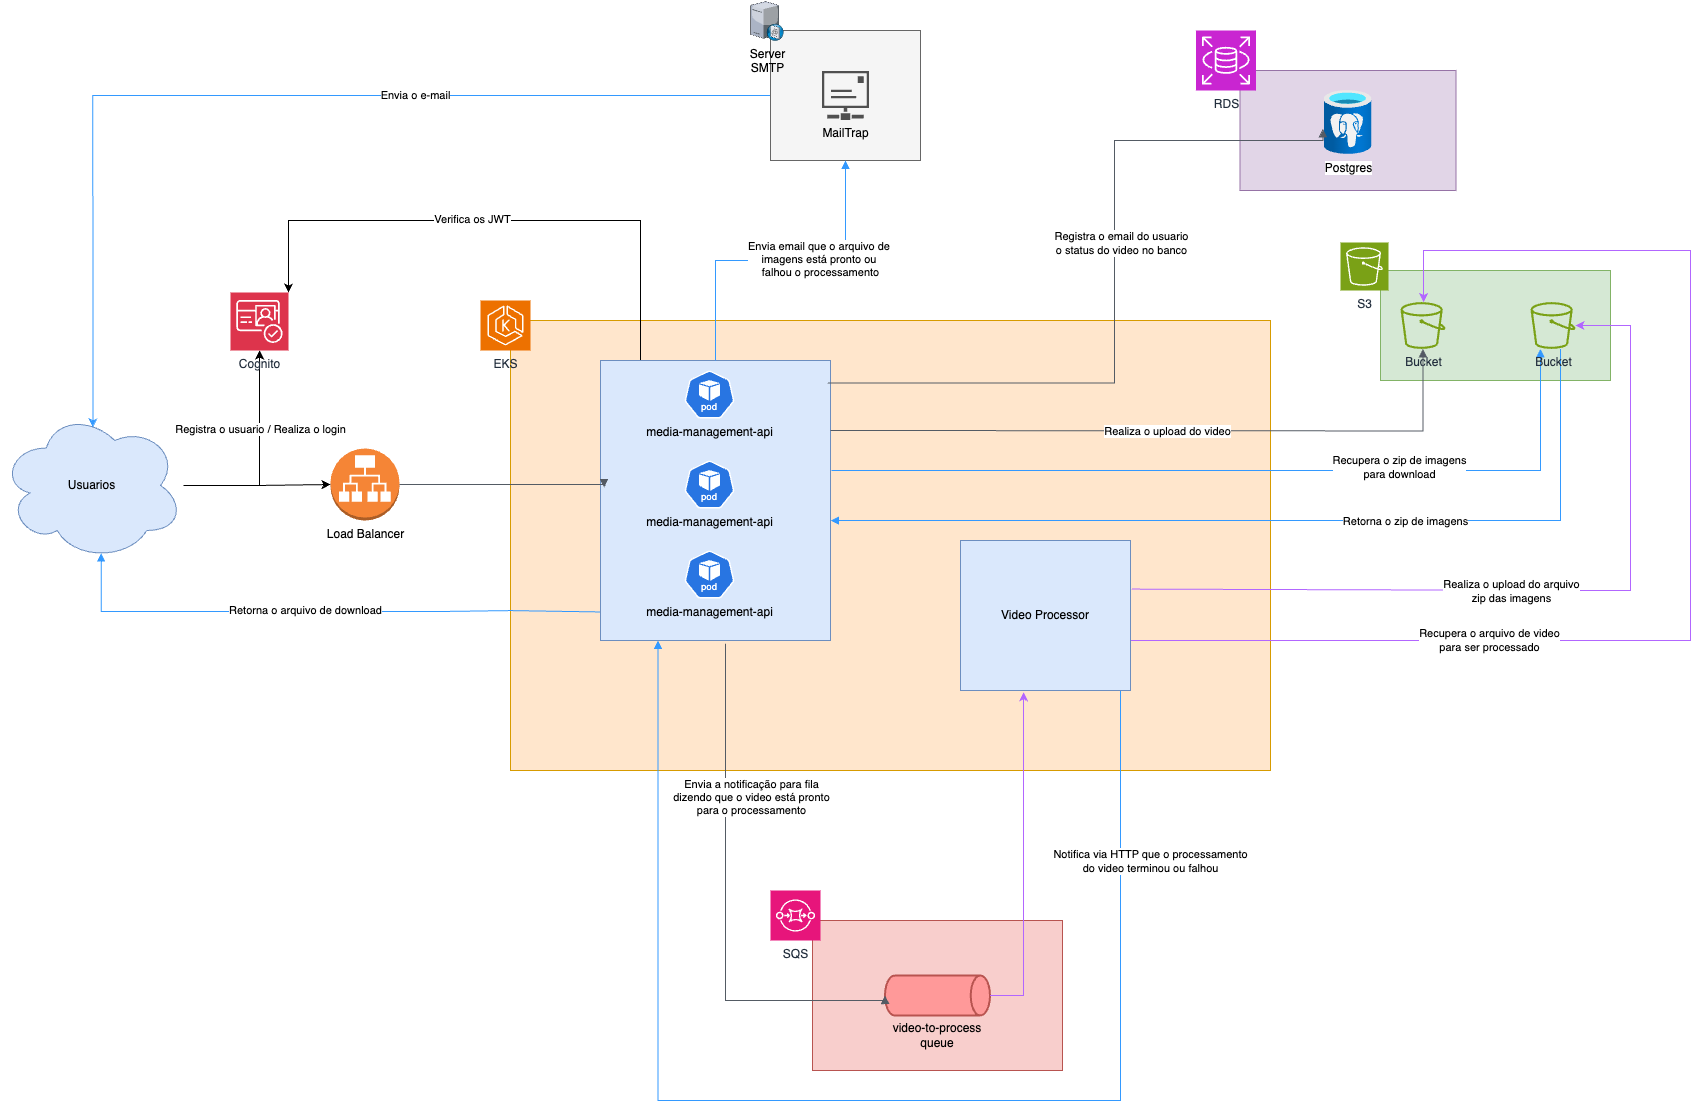 Server
SMTP
MailTrap
Envia o e-mail
RDS
Postgres
Verifica os JWT
Envia email que o arquivo de
imagens está pronto ou
falhou o processamento
Registra o email do usuario
o status do video no banco
S3
Bucket
Bucket
Cognito
EKS
Registra o usuario / Realiza o login
Usuarios
Load Balancer
pod
media-management-api
pod
media-management-api
pod
media-management-api
Realiza o upload do video
Recupera o zip de imagens
para download
Retorna o zip de imagens
Retorna o arquivo de download
Video Processor
Realiza o upload do arquivo
zip das imagens
Recupera o arquivo de video
para ser processado
Envia a notificação para fila
dizendo que o video está pronto
para o processamento
Notifica via HTTP que o processamento
do video terminou ou falhou
SQS
video-to-process
queue